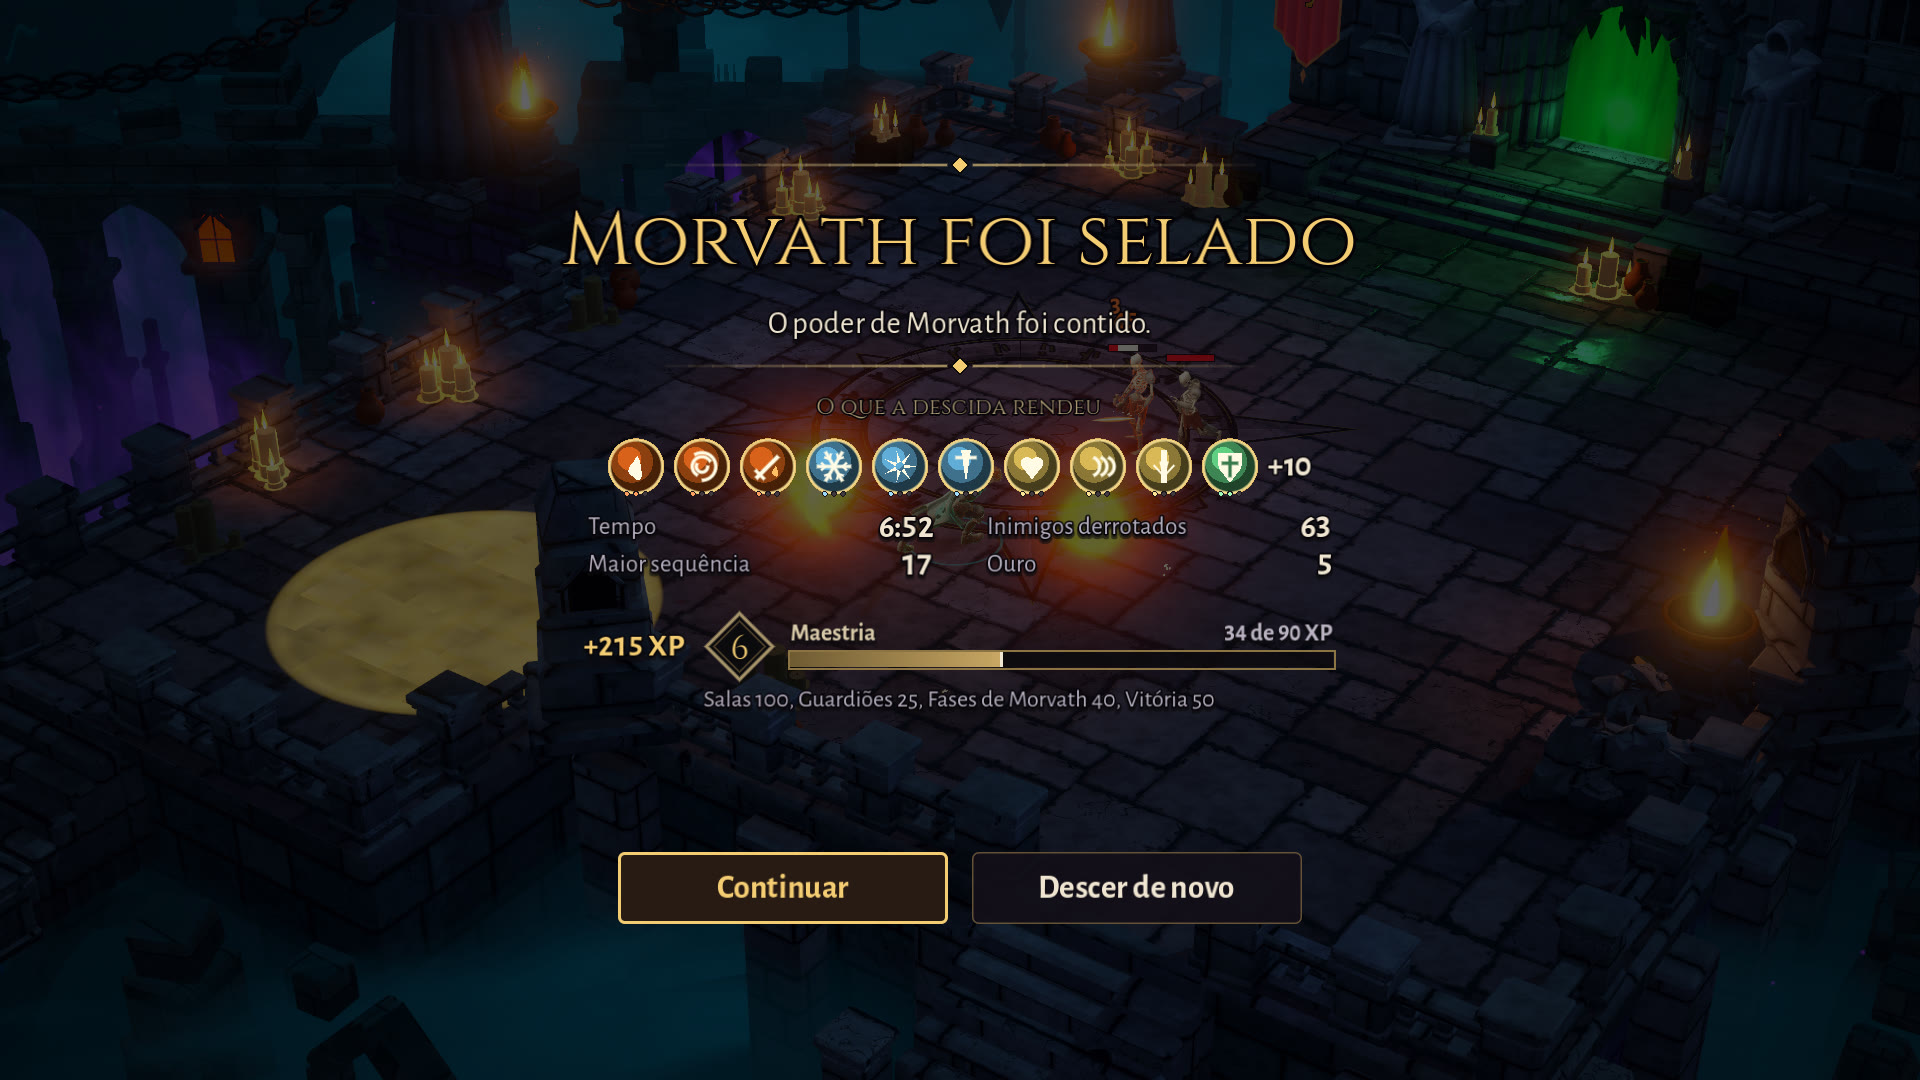 Morvath foi selado
3
O poder de Morvath foi contido.
O que a descida rendeu
+10
Tempo 6:52 Inimigos derrotados 63
Maior sequência 17 Ouro 5
+215 XP 6 Maestria 34 de 90 XP
Salas 100, Guardiões 25, Fáses de Morvath 40, Vitória 50
Continuar Descer de novo